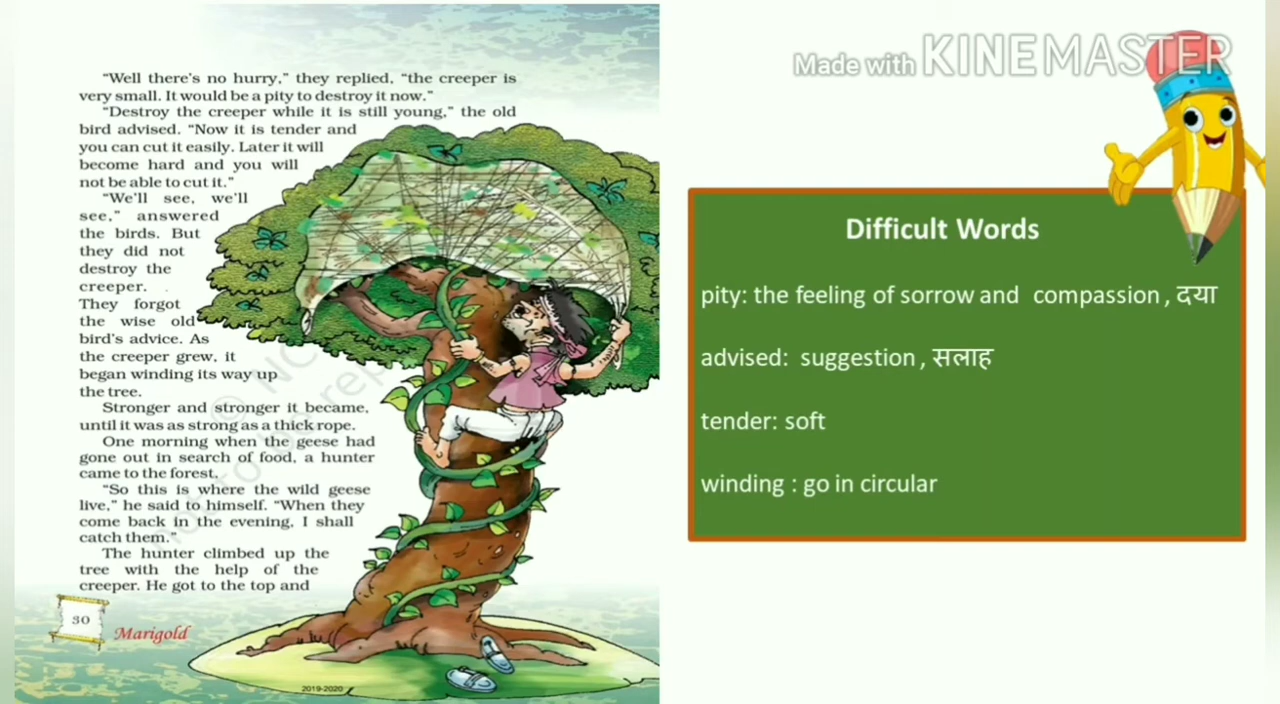 "Well there's no hurry," they replied, "the creeper is
very small. It would be a pity to destroy it now."
"Destroy the creeper while it is still young," the old
bird advised. "Now it is tender and
you can cut it easily. Later it will
become hard and you will
not be able to cut it."
"We'll see, we'll
see," answered
the birds. But
they did not
destroy the
creeper.
They forgot
the wise old
bird's advice. As
the creeper grew, it
began winding its way up
the tree.
Stronger and stronger it became,
until it was as strong as a thick rope.
One morning when the geese had
gone out in search of food, a hunter
came to the forest.
"So this is where the wild geese
live," he said to himself. "When they
come back in the evening, I shall
catch them."
The hunter climbed up the
tree with the help of the
creeper. He got to the top and
30
Marigold
2019-2020
Made with KINEMASTER
Difficult Words
pity: the feeling of sorrow and compassion , दया
advised: suggestion , सलाह
tender: soft
winding : go in circular